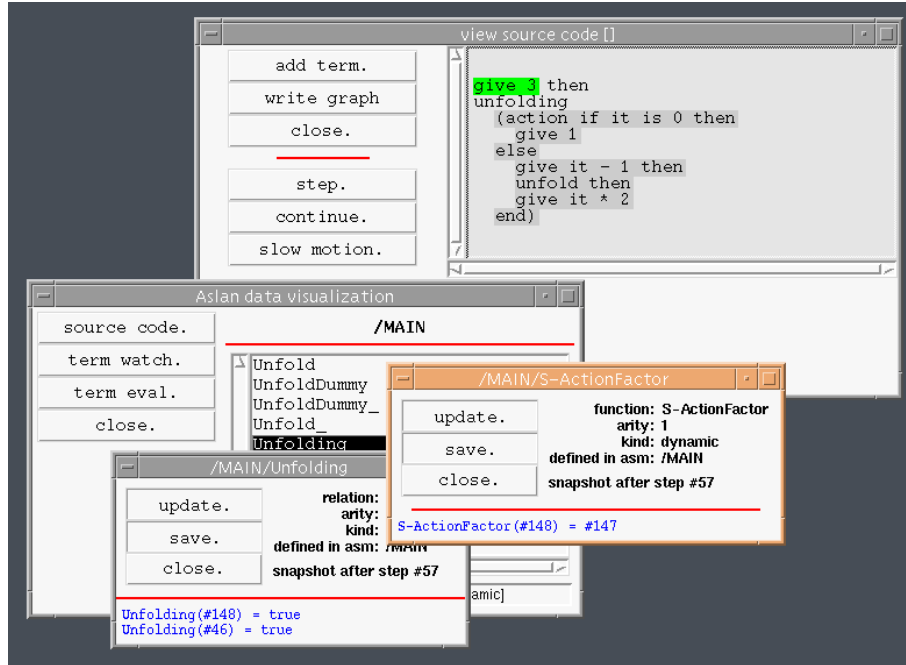 view source code []
add term.
write graph
close.
step.
continue.
slow motion.
give 3 then
unfolding
(action if it is 0 then
give 1
else
give it - 1 then
unfold then
give it * 2
end)
Aslan data visualization
source code.
term watch.
term eval.
close.
/MAIN
Unfold
UnfoldDummy
UnfoldDummy_
Unfold_
Unfolding
amic]
/MAIN/S-ActionFactor
update.
save.
close.
function: S-ActionFactor
arity: 1
kind: dynamic
defined in asm: /MAIN
snapshot after step #57
S-ActionFactor(#148) = #147
/MAIN/Unfolding
update.
save.
close.
relation:
arity:
kind:
defined in asm: /MAIN
snapshot after step #57
Unfolding(#148) = true
Unfolding(#46) = true